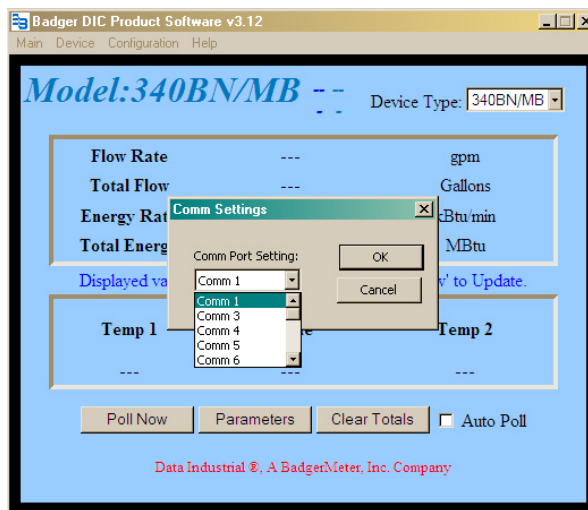 Badger DIC Product Software v3.12
Main Device Configuration Help
Model:340BN/MB -- -- - -
Device Type: 340BN/MB
Flow Rate --- gpm
Total Flow --- Gallons
Energy Rat kBtu/min
Total Energ MBtu
Comm Settings
Comm Port Setting:
Comm 1
OK
Cancel
Comm 1
Comm 3
Comm 4
Comm 5
Comm 6
Displayed va w' to Update.
Temp 1 e Temp 2
--- --- ---
Poll Now Parameters Clear Totals Auto Poll
Data Industrial ®, A BadgerMeter, Inc. Company